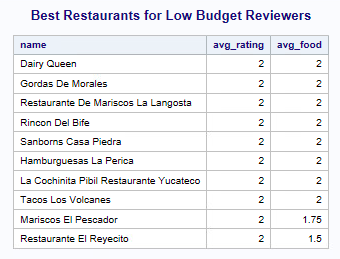 Best Restaurants for Low Budget Reviewers
name avg_rating avg_food
Dairy Queen 2 2
Gordas De Morales 2 2
Restaurante De Mariscos La Langosta 2 2
Rincon Del Bife 2 2
Sanborns Casa Piedra 2 2
Hamburguesas La Perica 2 2
La Cochinita Pibil Restaurante Yucateco 2 2
Tacos Los Volcanes 2 2
Mariscos El Pescador 2 1.75
Restaurante El Reyecito 2 1.5